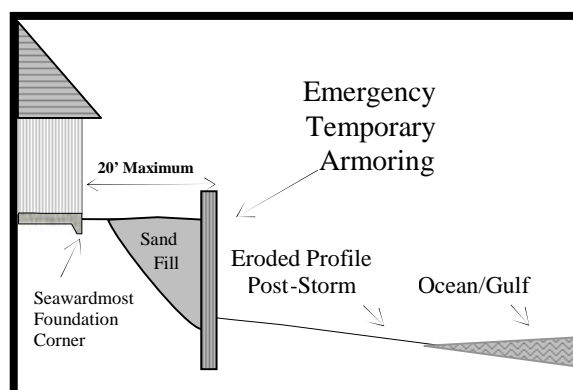 Emergency
Temporary
Armoring
20' Maximum
Sand
Fill
Eroded Profile
Post-Storm
Ocean/Gulf
Seawardmost
Foundation
Corner